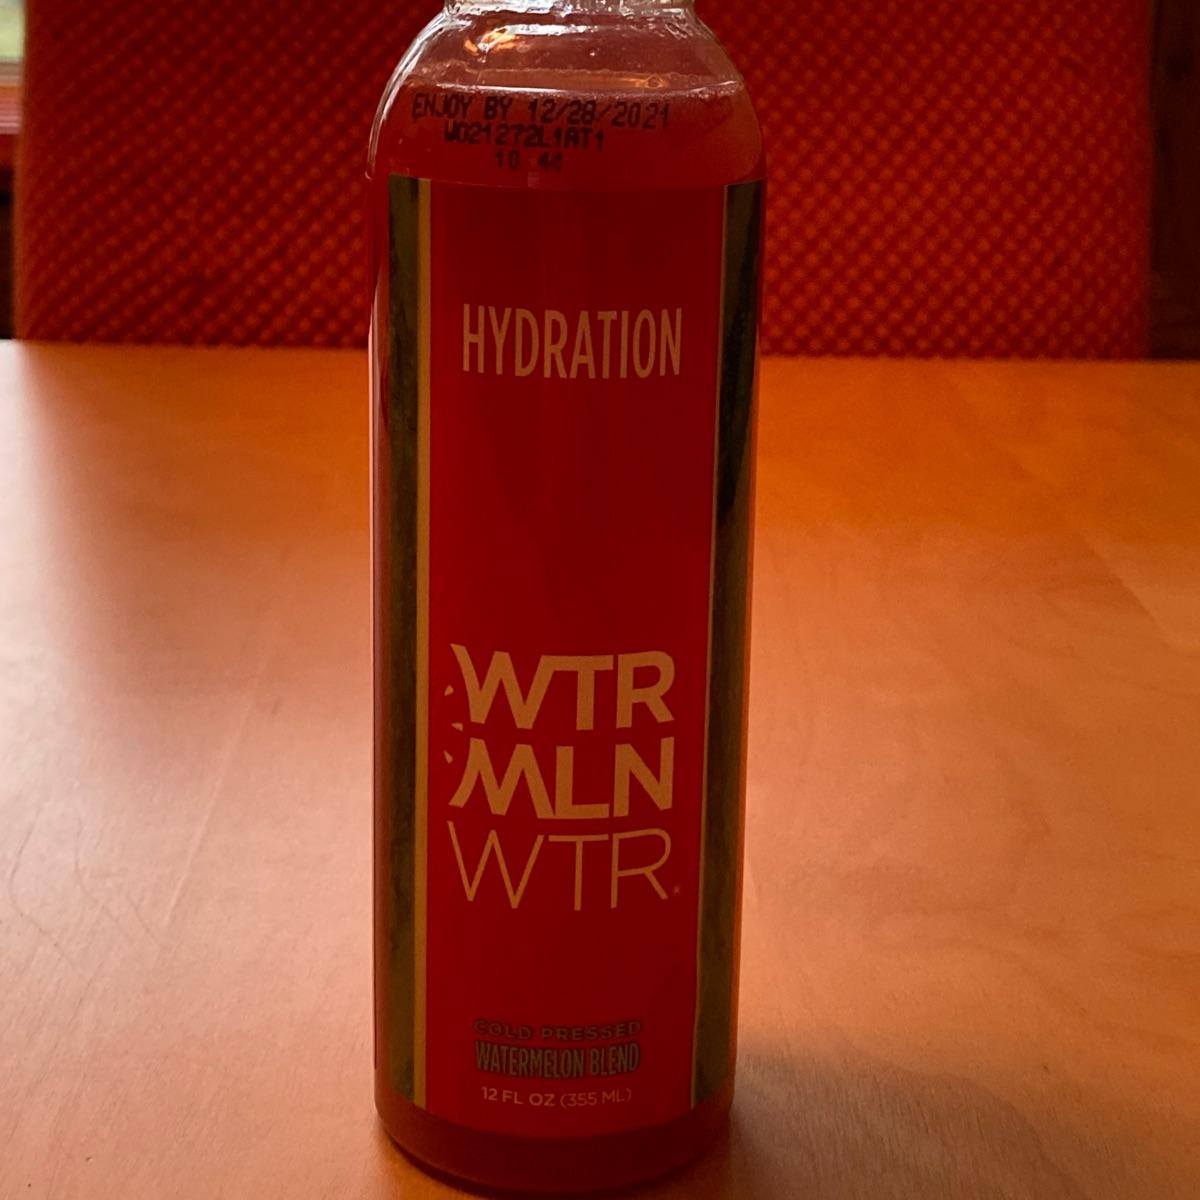 ENJOY BY 12/28/2021
WO21272L1AT1
10 44
HYDRATION
WTR
MLN
WTR
COLD PRESSED
WATERMELON BLEND
12 FL OZ (355 ML)